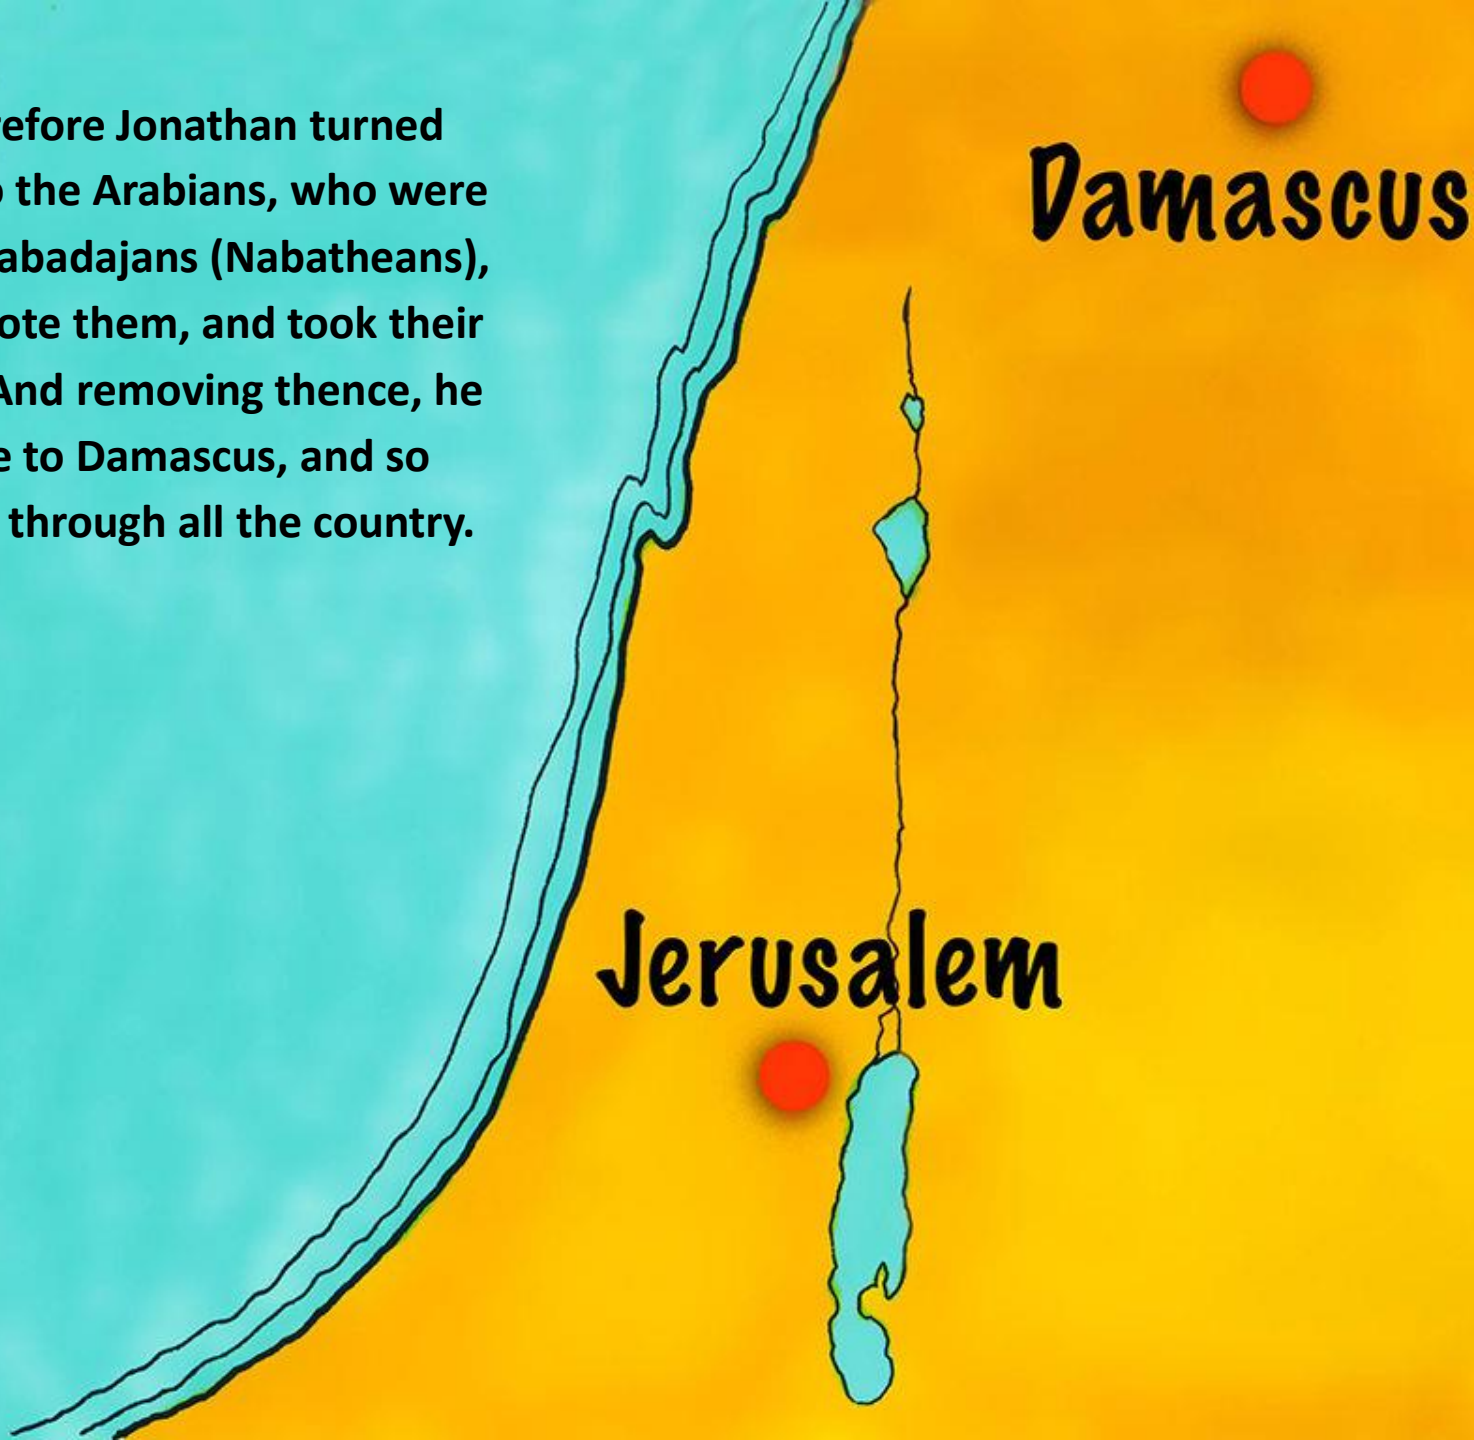 efore Jonathan turned
the Arabians, who were
abadajans (Nabatheans),
ote them, and took their
And removing thence, he
to Damascus, and so
through all the country.
Damascus
Jerusalem